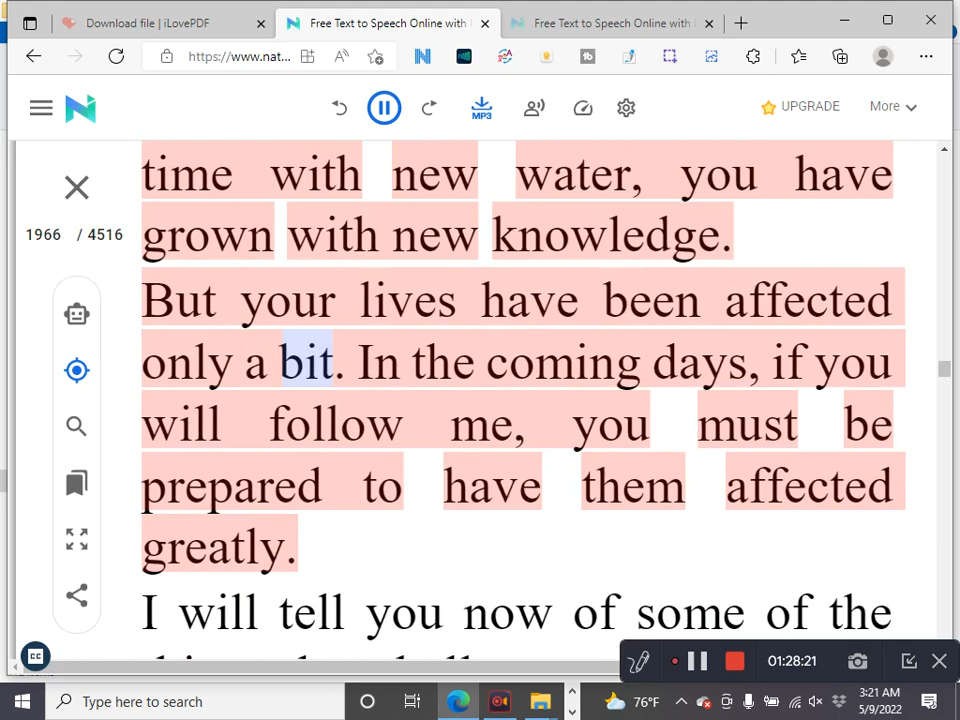 Download file | iLovePDF
Free Text to Speech Online with
Free Text to Speech Online with
https://www.nat...
UPGRADE
More
MP3
1966 / 4516
time with new water, you have
grown with new knowledge.
But your lives have been affected
only a bit. In the coming days, if you
will follow me, you must be
prepared to have them affected
greatly.
I will tell you now of some of the
CC
01:28:21
Type here to search
76°F
3:21 AM
5/9/2022